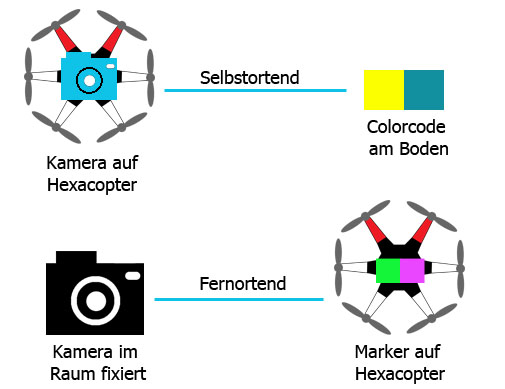 Selbstortend
Kamera auf
Hexacopter
Colorcode
am Boden
Fernortend
Kamera im
Raum fixiert
Marker auf
Hexacopter